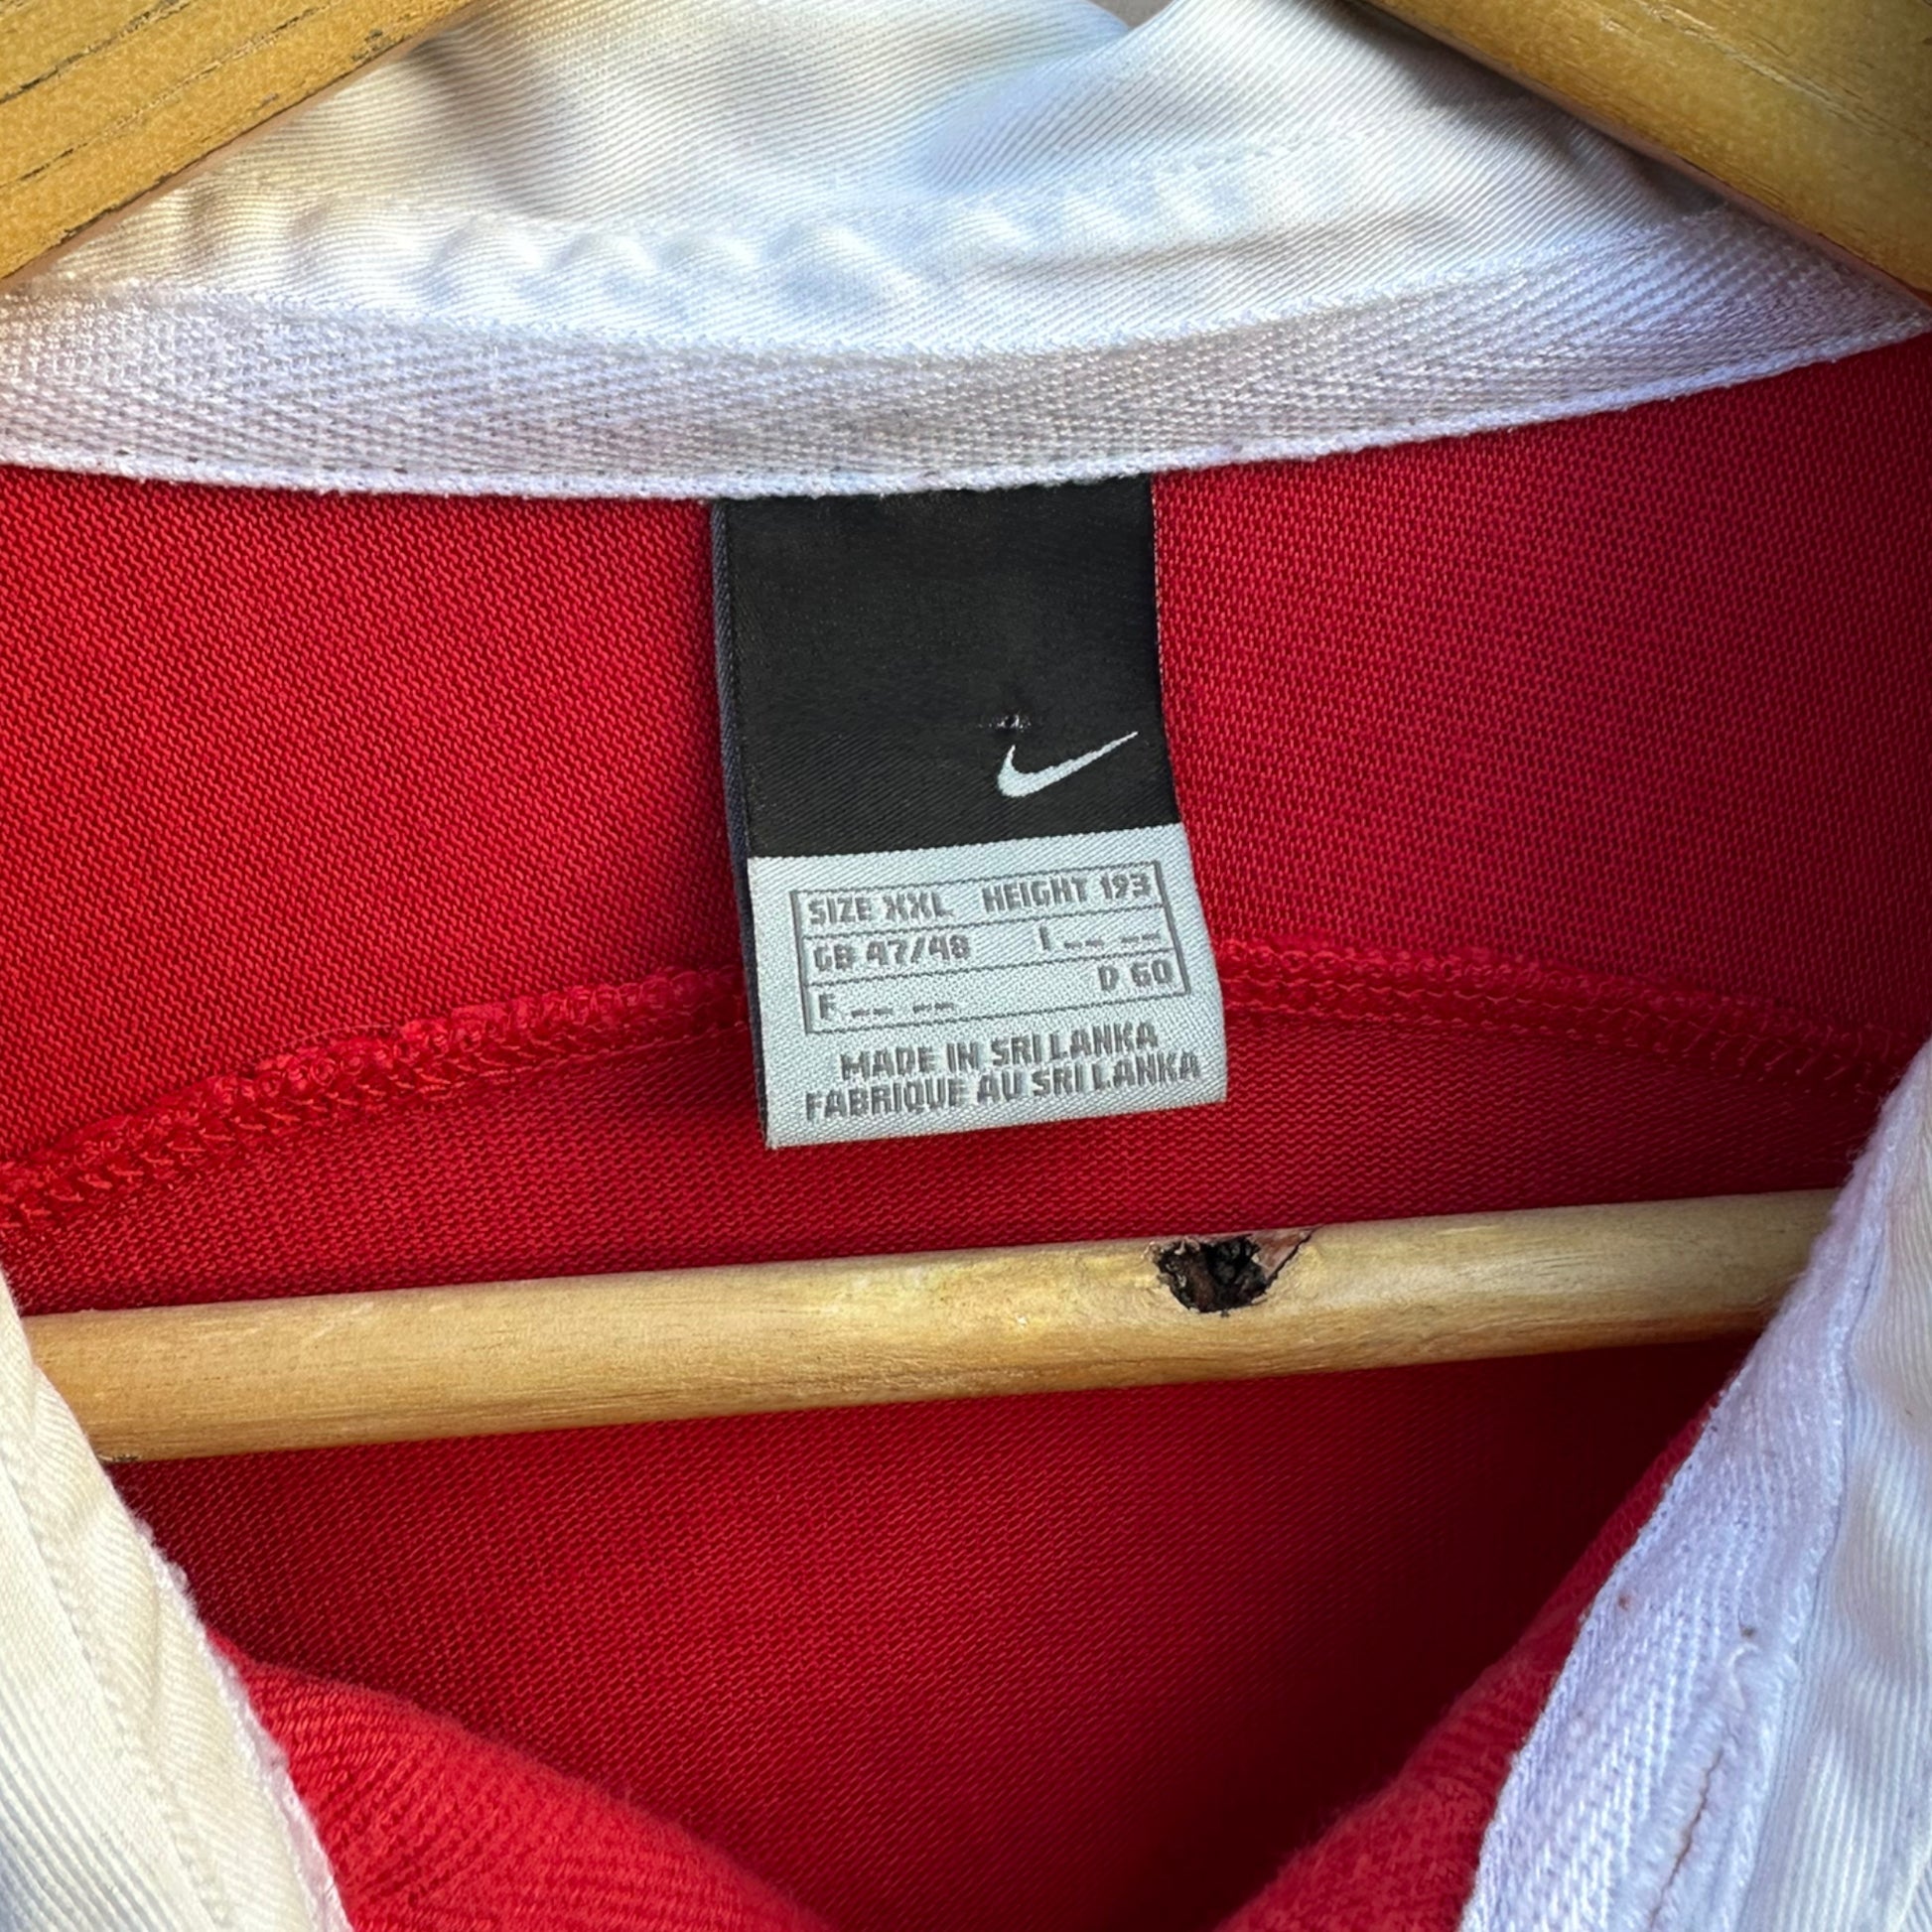 SIZE XXL HEIGHT 193
GB 47/48 I -- --
F -- -- D 60
MADE IN SRI LANKA
FABRIQUE AU SRI LANKA